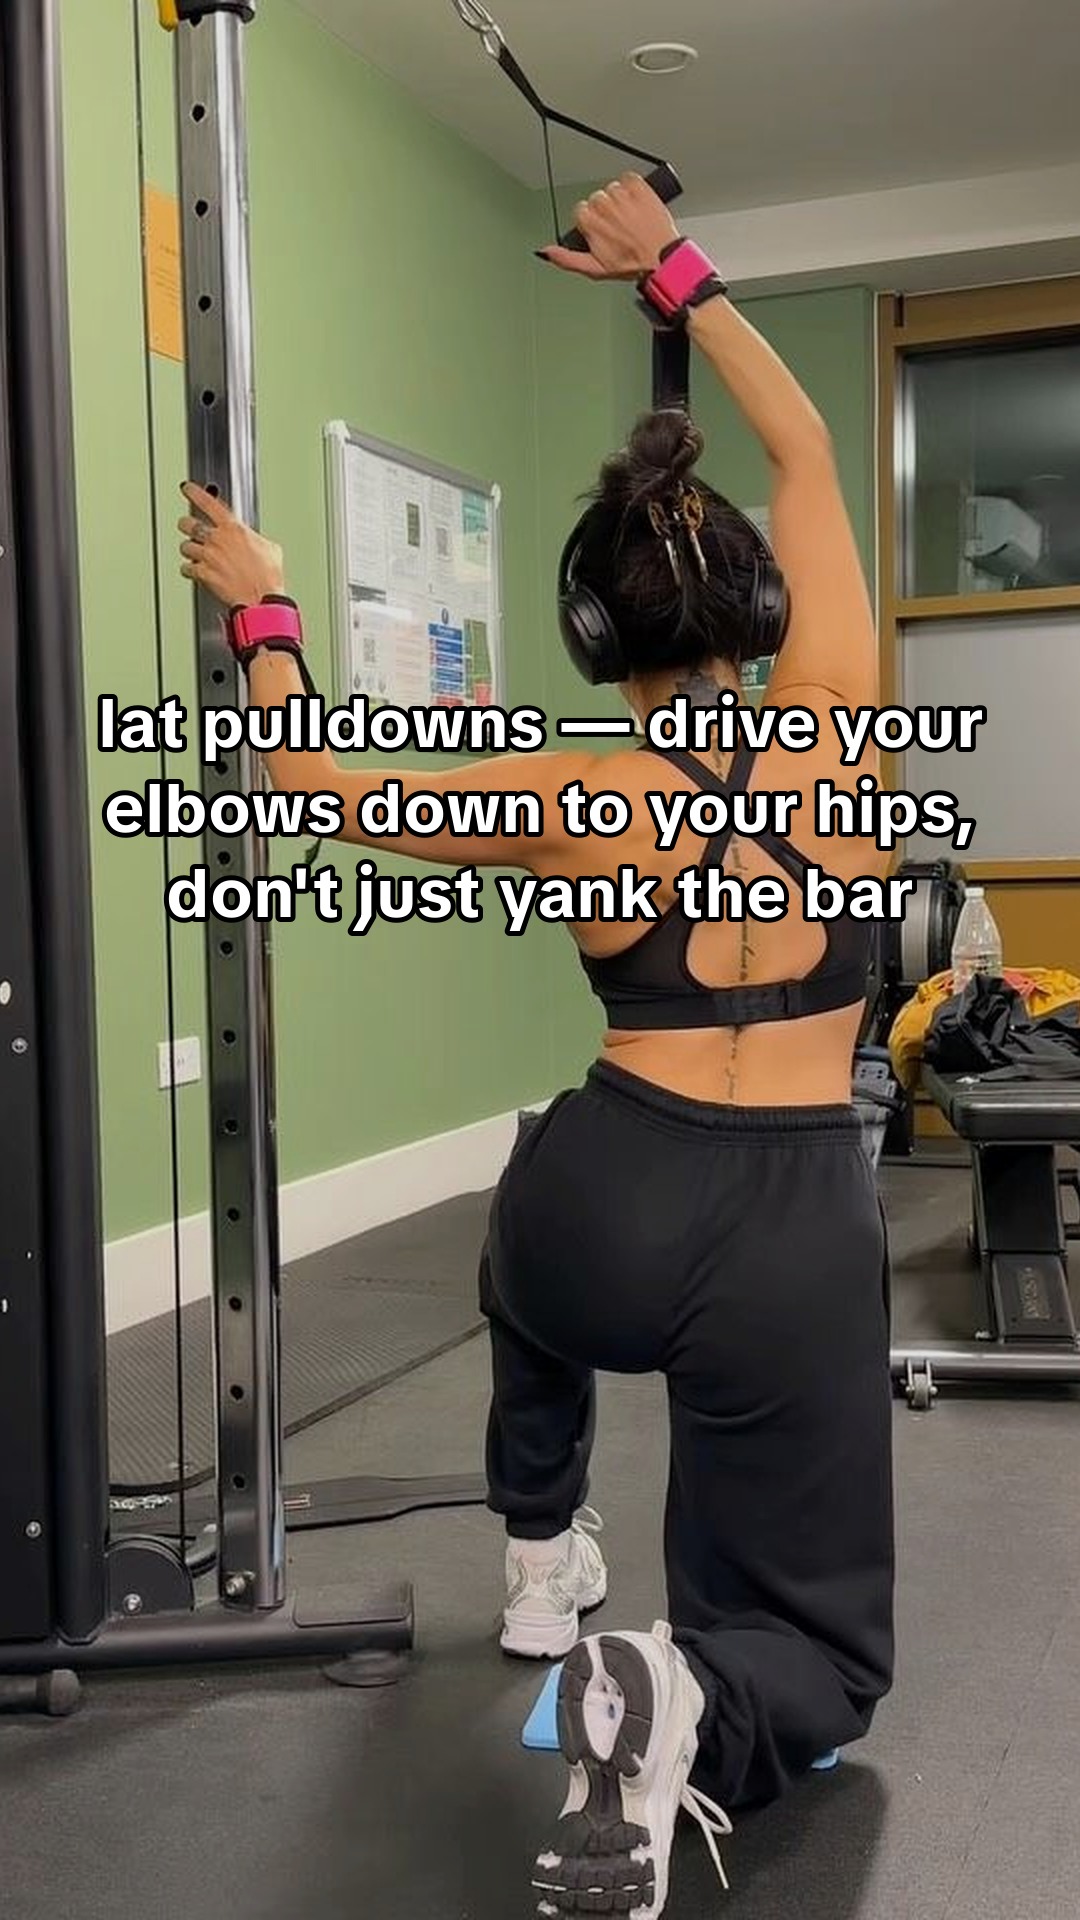 lat pulldowns — drive your
elbows down to your hips,
don't just yank the bar